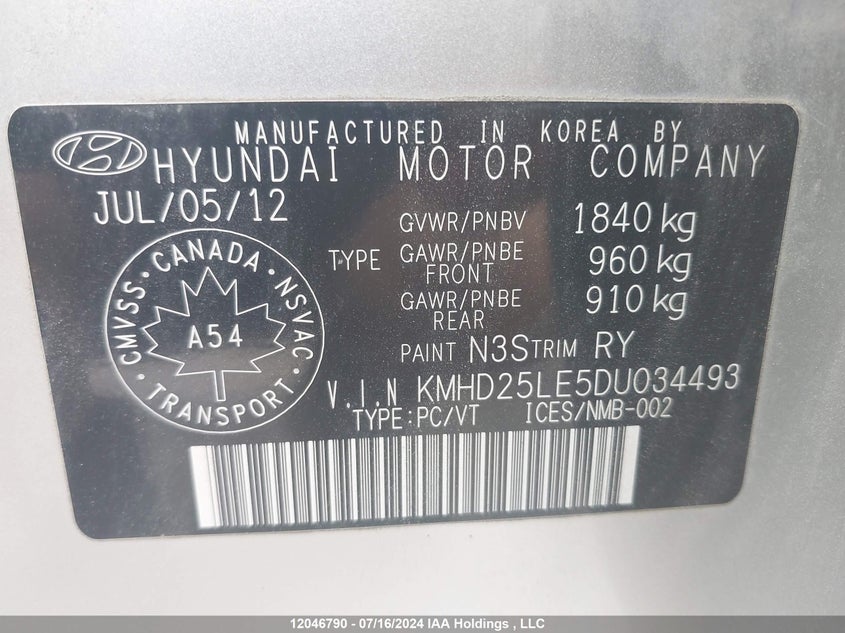 MANUFACTURED IN KOREA BY
HYUNDAI MOTOR COMPANY
JUL/05/12
GVWR/PNBV 1840 kg
TYPE GAWR/PNBE FRONT 960 kg
GAWR/PNBE REAR 910 kg
CMVSS · CANADA · NSVAC · TRANSPORT ·
A54
PAINT N3S TRIM RY
V.I.N KMHD25LE5DU034493
TYPE:PC/VT ICES/NMB-002
12046790 - 07/16/2024 IAA Holdings , LLC